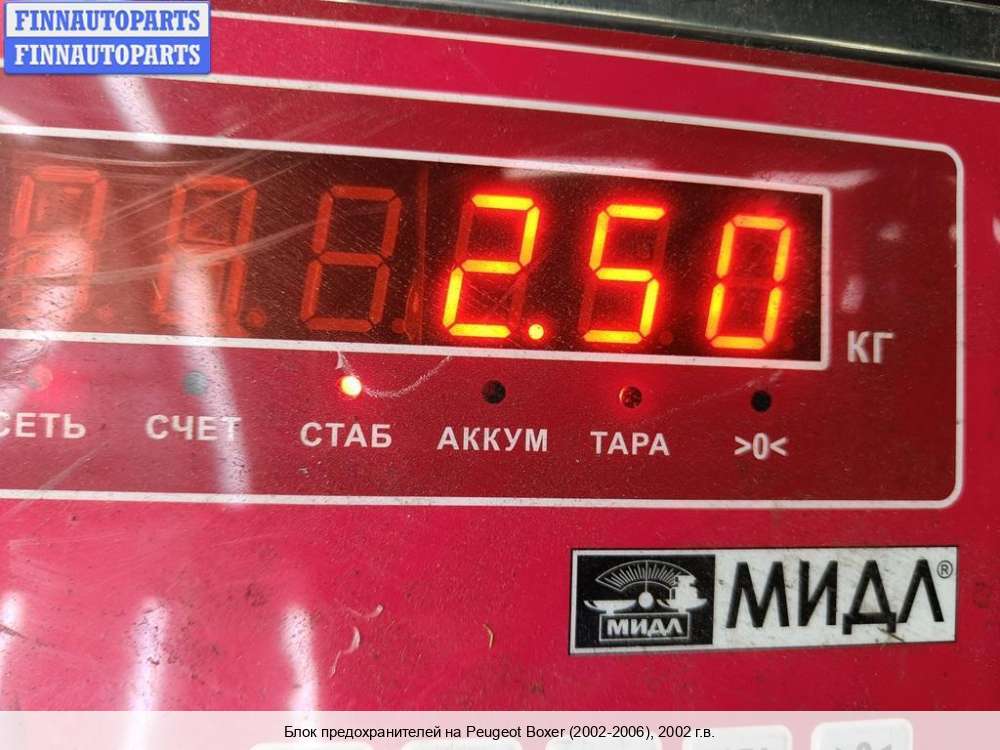 FINNAUTOPARTS
FINNAUTOPARTS
2.50
КГ
СЕТЬ СЧЕТ СТАБ АККУМ ТАРА >0<
МИДЛ МИДЛ®
Блок предохранителей на Peugeot Boxer (2002-2006), 2002 г.в.